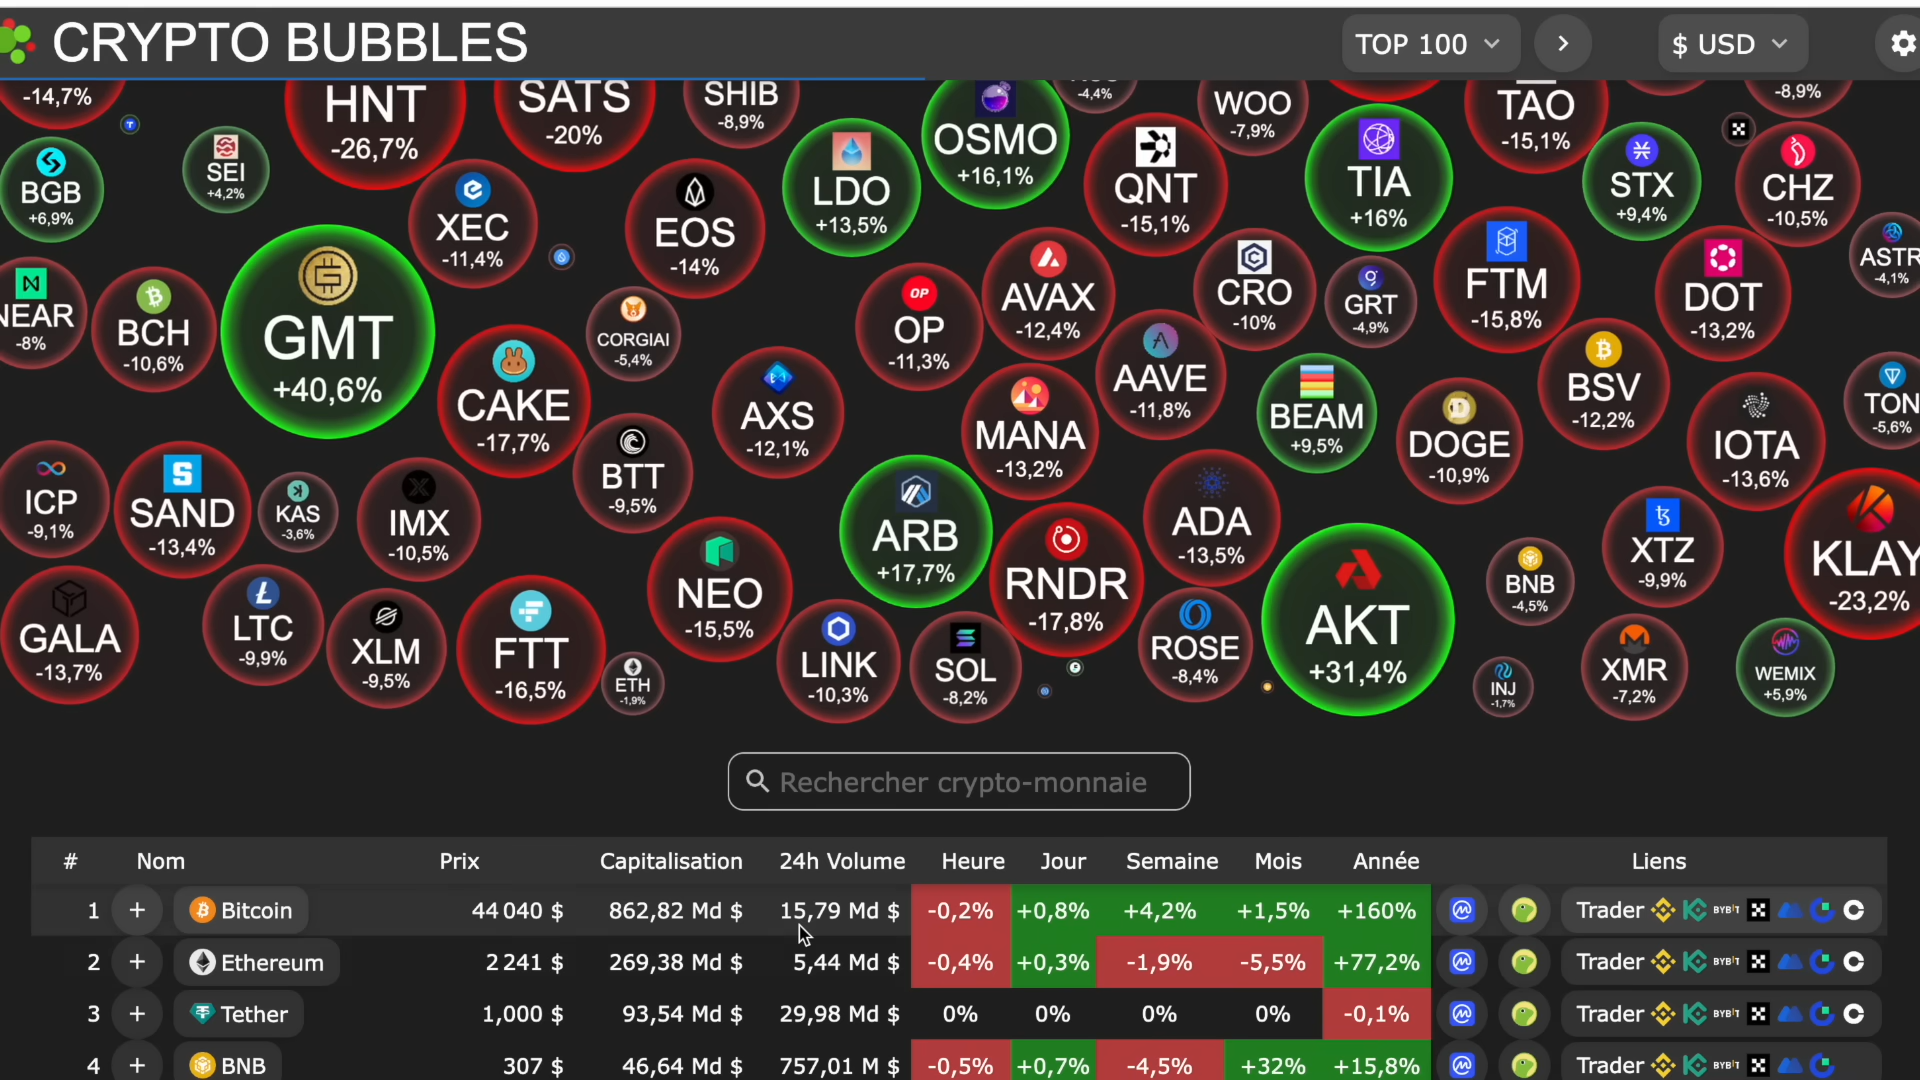 CRYPTO BUBBLES
TOP 100
$ USD
-14,7%
HNT
-26,7%
SATS
-20%
SHIB
-8,9%
OSMO
+16,1%
-4,4%
WOO
-7,9%
TAO
-15,1%
-8,9%
BGB
+6,9%
SEI
+4,2%
XEC
-11,4%
EOS
-14%
LDO
+13,5%
QNT
-15,1%
TIA
+16%
STX
+9,4%
CHZ
-10,5%
NEAR
-8%
BCH
-10,6%
GMT
+40,6%
CORGIAI
-5,4%
OP
-11,3%
AVAX
-12,4%
CRO
-10%
GRT
-4,9%
FTM
-15,8%
DOT
-13,2%
ASTR
-4,1%
CAKE
-17,7%
AXS
-12,1%
AAVE
-11,8%
BEAM
+9,5%
BSV
-12,2%
TON
-5,6%
BTT
-9,5%
MANA
-13,2%
DOGE
-10,9%
IOTA
-13,6%
ICP
-9,1%
SAND
-13,4%
KAS
-3,6%
IMX
-10,5%
ARB
+17,7%
ADA
-13,5%
XTZ
-9,9%
KLAY
-23,2%
NEO
-15,5%
RNDR
-17,8%
AKT
+31,4%
BNB
-4,5%
GALA
-13,7%
LTC
-9,9%
XLM
-9,5%
FTT
-16,5%
ETH
-1,9%
LINK
-10,3%
SOL
-8,2%
ROSE
-8,4%
INJ
-1,7%
XMR
-7,2%
WEMIX
+5,9%
Rechercher crypto-monnaie
# Nom Prix Capitalisation 24h Volume Heure Jour Semaine Mois Année Liens
1 + Bitcoin 44 040 $ 862,82 Md $ 15,79 Md $ -0,2% +0,8% +4,2% +1,5% +160% Trader BYBIT
2 + Ethereum 2 241 $ 269,38 Md $ 5,44 Md $ -0,4% +0,3% -1,9% -5,5% +77,2% Trader BYBIT
3 + Tether 1,000 $ 93,54 Md $ 29,98 Md $ 0% 0% 0% 0% -0,1% Trader BYBIT
4 + BNB 307 $ 46,64 Md $ 757,01 M $ -0,5% +0,7% -4,5% +32% +15,8% Trader BYBIT